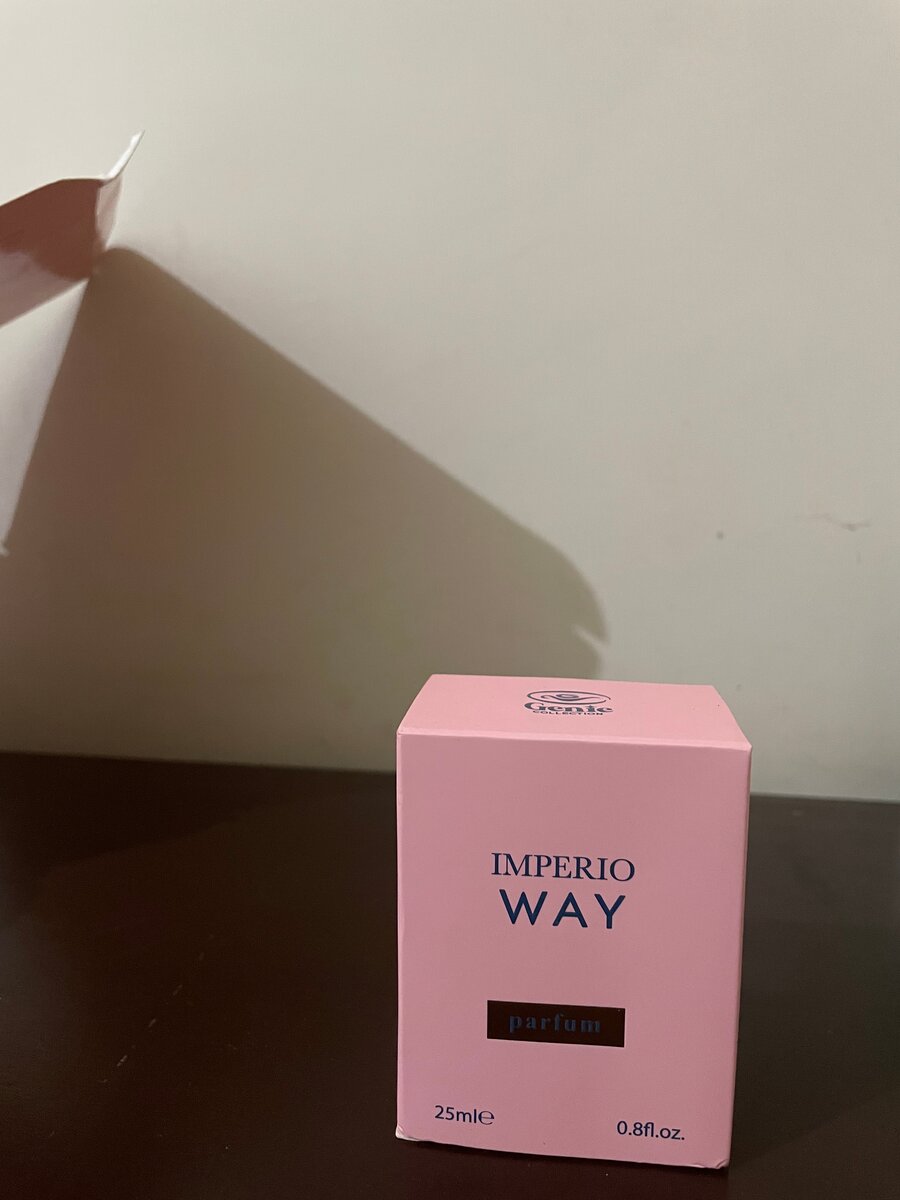 Genie
COLLECTION
IMPERIO
WAY
parfum
25ml℮
0.8fl.oz.